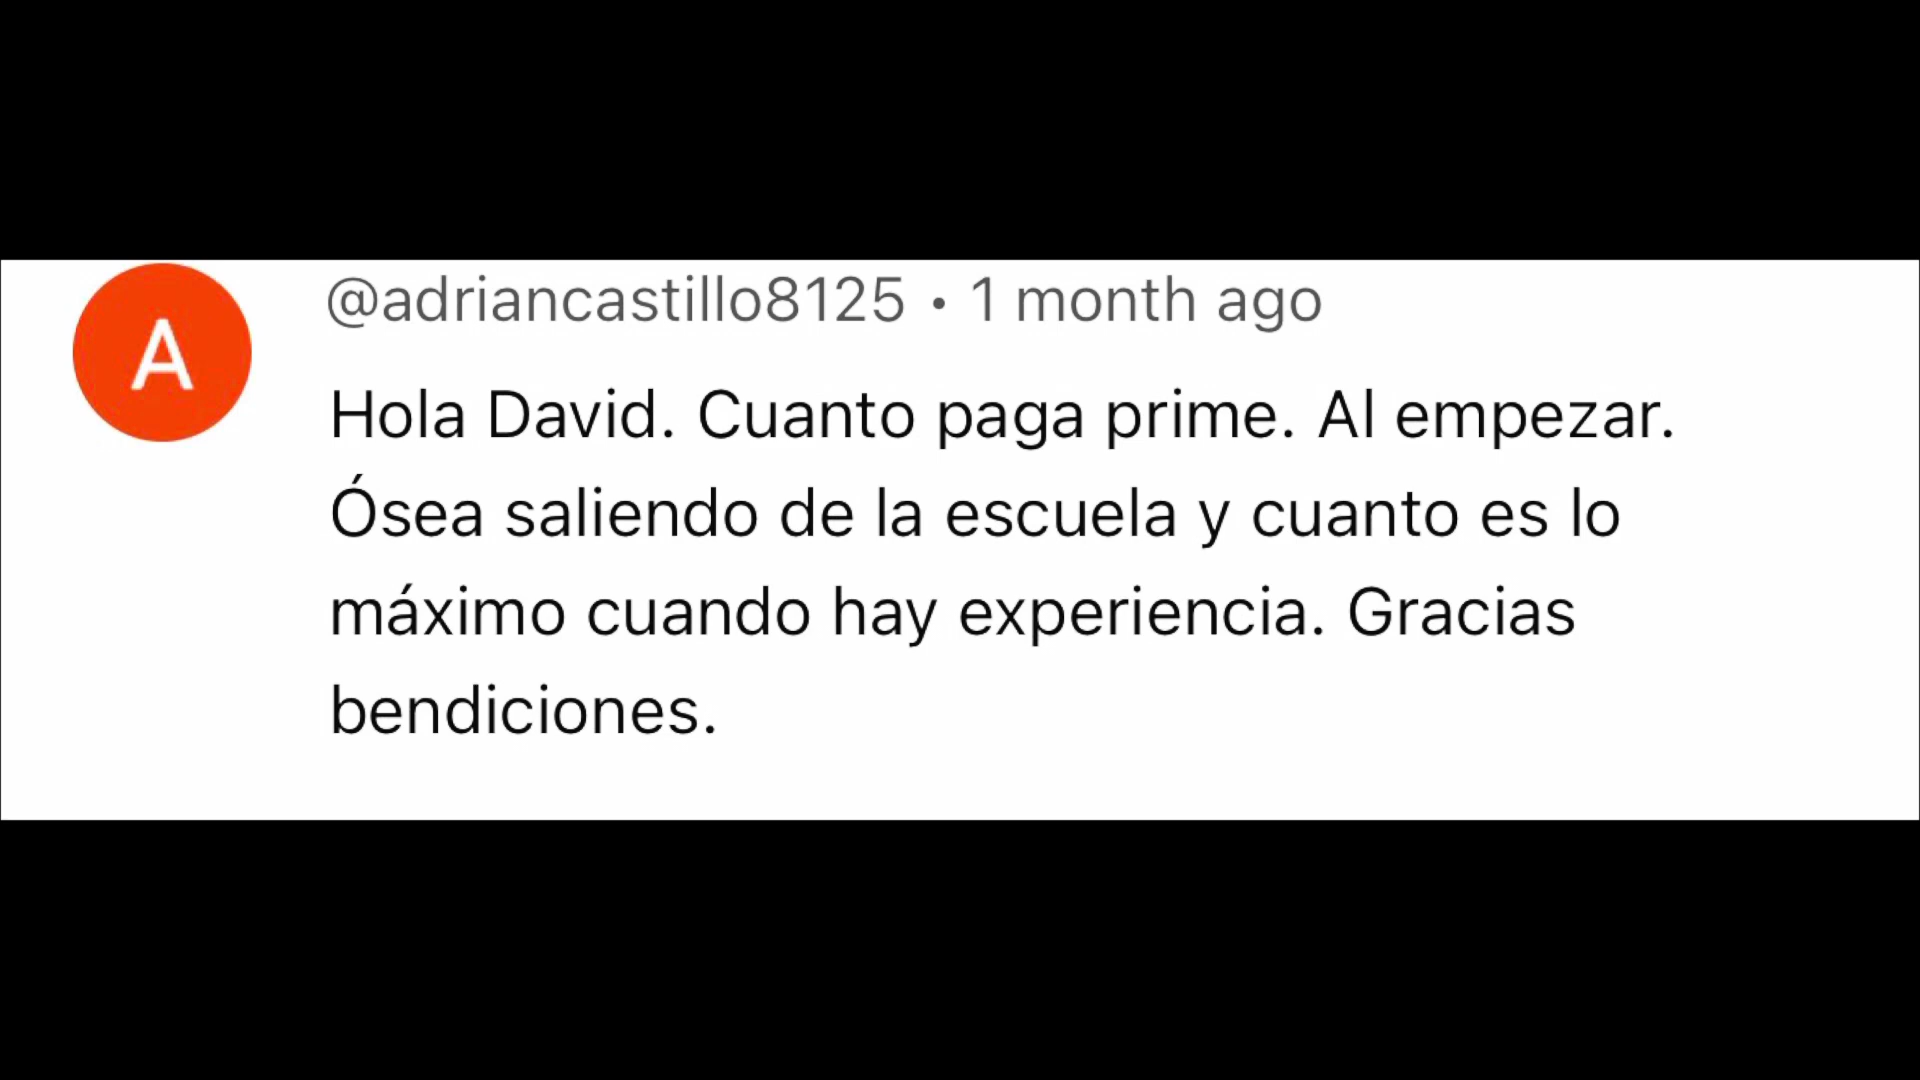 A
@adriancastillo8125 • 1 month ago
Hola David. Cuanto paga prime. Al empezar.
Ósea saliendo de la escuela y cuanto es lo
máximo cuando hay experiencia. Gracias
bendiciones.